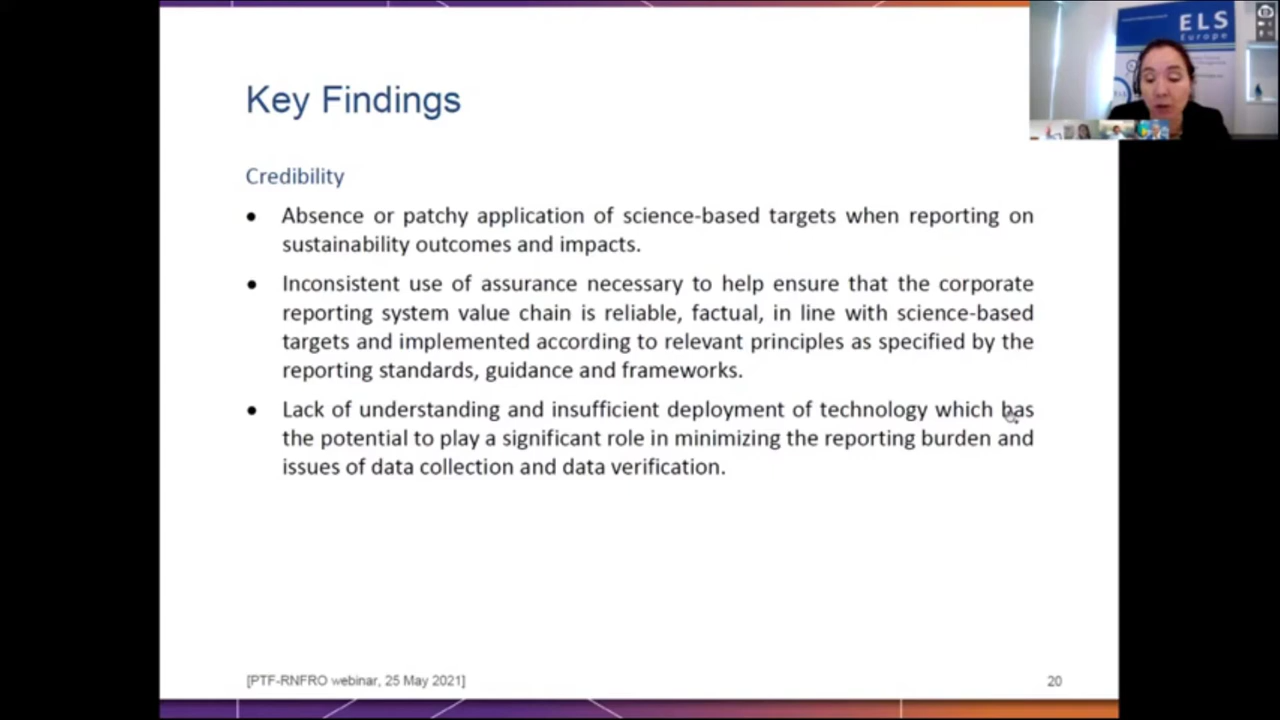 ELS
Europe
Key Findings
Credibility
• Absence or patchy application of science-based targets when reporting on
sustainability outcomes and impacts.
• Inconsistent use of assurance necessary to help ensure that the corporate
reporting system value chain is reliable, factual, in line with science-based
targets and implemented according to relevant principles as specified by the
reporting standards, guidance and frameworks.
• Lack of understanding and insufficient deployment of technology which has
the potential to play a significant role in minimizing the reporting burden and
issues of data collection and data verification.
[PTF-RNFRO webinar, 25 May 2021]
20